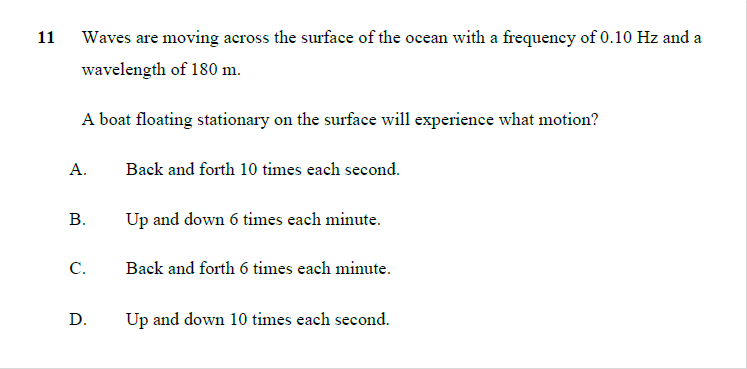 11 Waves are moving across the surface of the ocean with a frequency of 0.10 Hz and a
wavelength of 180 m.
A boat floating stationary on the surface will experience what motion?
A. Back and forth 10 times each second.
B. Up and down 6 times each minute.
C. Back and forth 6 times each minute.
D. Up and down 10 times each second.